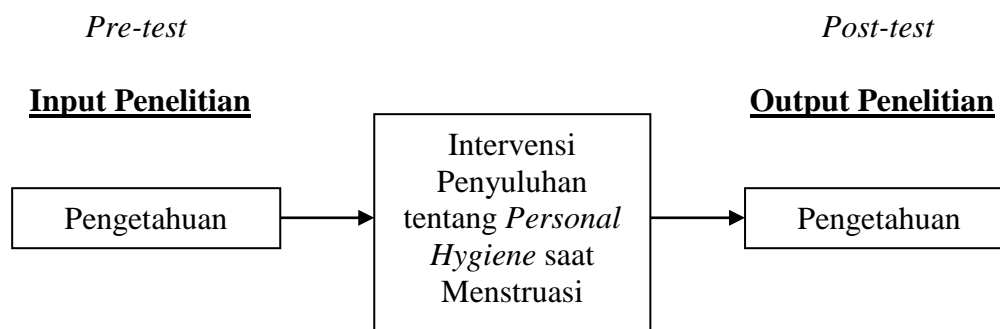 Pre-test
Post-test
Input Penelitian
Output Penelitian
Pengetahuan
Intervensi
Penyuluhan
tentang Personal
Hygiene saat
Menstruasi
Pengetahuan